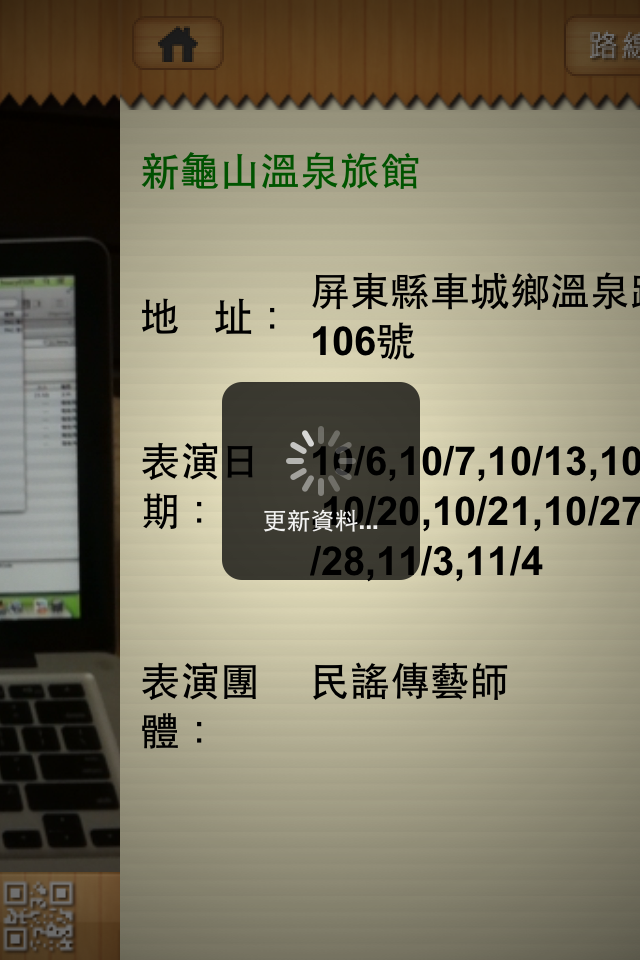 路
新龜山溫泉旅館
地 址：
屏東縣車城鄉溫泉
106號
表演日期：
10/6,10/7,10/13,10
,10/20,10/21,10/27
/28,11/3,11/4
更新資料...
表演團體：
民謠傳藝師